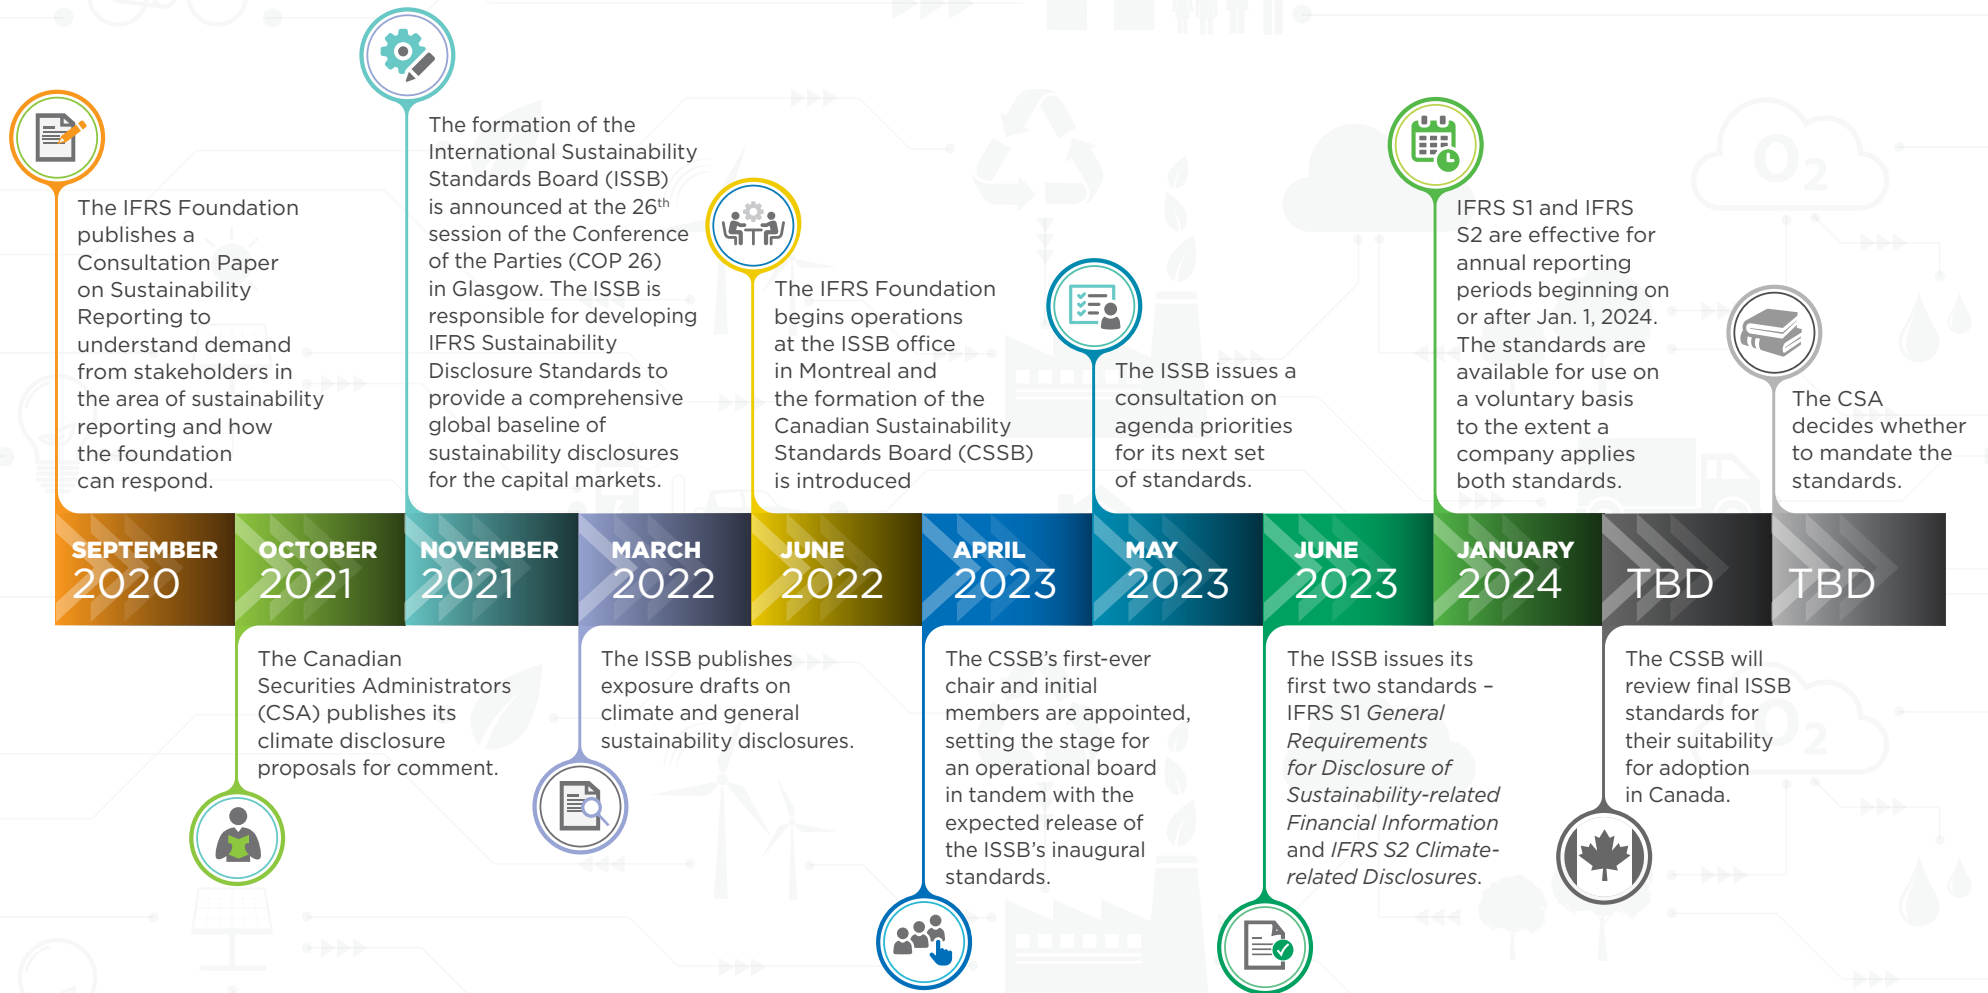 The IFRS Foundation
publishes a
Consultation Paper
on Sustainability
Reporting to
understand demand
from stakeholders in
the area of sustainability
reporting and how
the foundation
can respond.
SEPTEMBER
2020
OCTOBER
2021
The Canadian
Securities Administrators
(CSA) publishes its
climate disclosure
proposals for comment.
The formation of the
International Sustainability
Standards Board (ISSB)
is announced at the 26th
session of the Conference
of the Parties (COP 26)
in Glasgow. The ISSB is
responsible for developing
IFRS Sustainability
Disclosure Standards to
provide a comprehensive
global baseline of
sustainability disclosures
for the capital markets.
NOVEMBER
2021
MARCH
2022
The ISSB publishes
exposure drafts on
climate and general
sustainability disclosures.
The IFRS Foundation
begins operations
at the ISSB office
in Montreal and
the formation of the
Canadian Sustainability
Standards Board (CSSB)
is introduced
JUNE
2022
APRIL
2023
The CSSB’s first-ever
chair and initial
members are appointed,
setting the stage for
an operational board
in tandem with the
expected release of
the ISSB’s inaugural
standards.
The ISSB issues a
consultation on
agenda priorities
for its next set
of standards.
MAY
2023
JUNE
2023
The ISSB issues its
first two standards –
IFRS S1 General
Requirements
for Disclosure of
Sustainability-related
Financial Information
and IFRS S2 Climate-
related Disclosures.
IFRS S1 and IFRS
S2 are effective for
annual reporting
periods beginning on
or after Jan. 1, 2024.
The standards are
available for use on
a voluntary basis
to the extent a
company applies
both standards.
JANUARY
2024
TBD
The CSSB will
review final ISSB
standards for
their suitability
for adoption
in Canada.
The CSA
decides whether
to mandate the
standards.
TBD
O2
O2